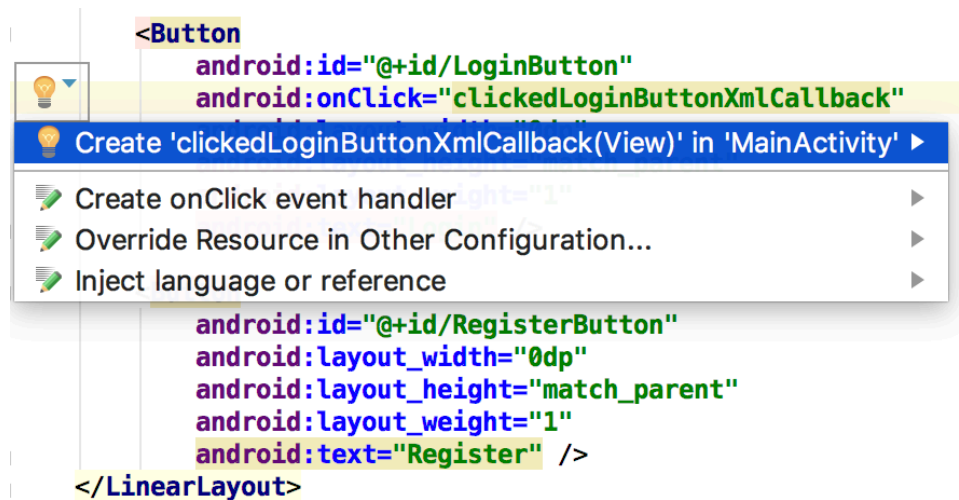 <Button
android:id="@+id/LoginButton"
android:onClick="clickedLoginButtonXmlCallback"
Create 'clickedLoginButtonXmlCallback(View)' in 'MainActivity'
Create onClick event handler
Override Resource in Other Configuration...
Inject language or reference
android:id="@+id/RegisterButton"
android:layout_width="0dp"
android:layout_height="match_parent"
android:layout_weight="1"
android:text="Register" />
</LinearLayout>